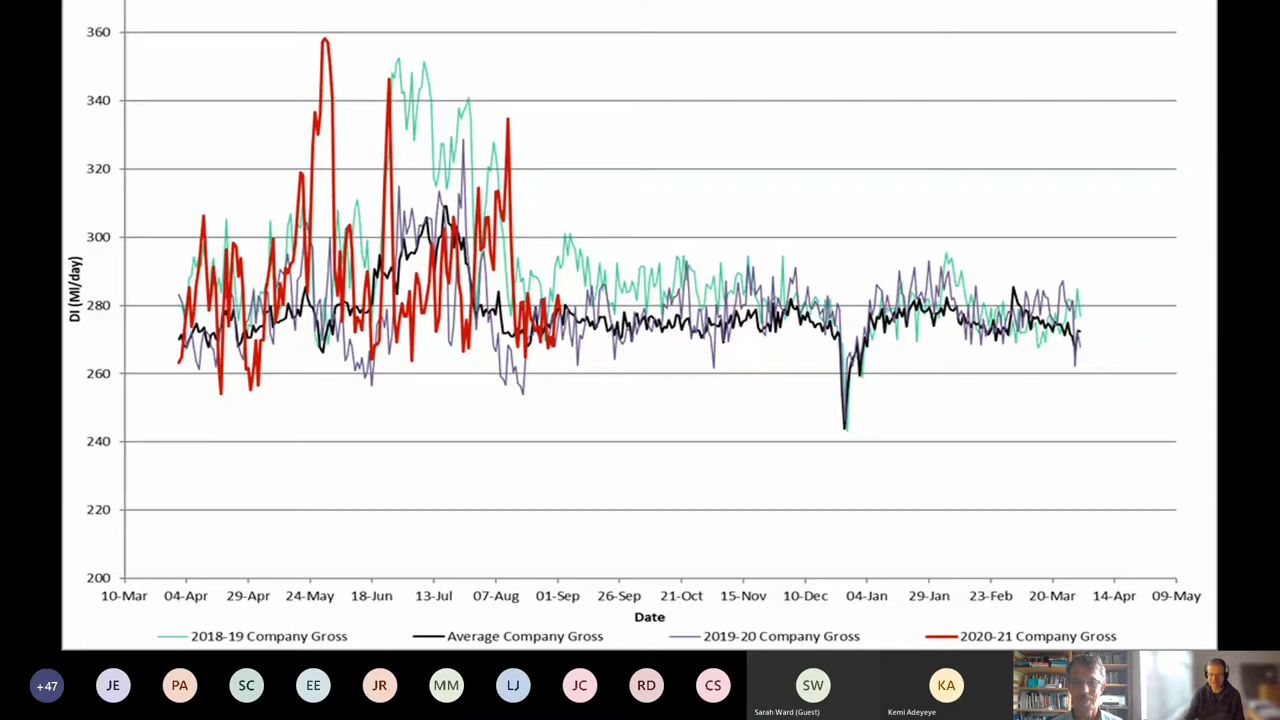 360
340
320
300
280
260
240
220
200
DI (Ml/day)
10-Mar 04-Apr 29-Apr 24-May 18-Jun 13-Jul 07-Aug 01-Sep 26-Sep 21-Oct 15-Nov 10-Dec 04-Jan 29-Jan 23-Feb 20-Mar 14-Apr 09-May
Date
2018-19 Company Gross Average Company Gross 2019-20 Company Gross 2020-21 Company Gross
+47 JE PA SC EE JR MM LJ JC RD CS SW KA
Sarah Ward (Guest) Kemi Adeyeye